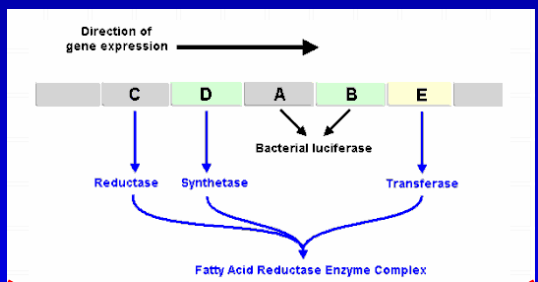 Direction of
gene expression
C D A B E
Bacterial luciferase
Reductase Synthetase Transferase
Fatty Acid Reductase Enzyme Complex